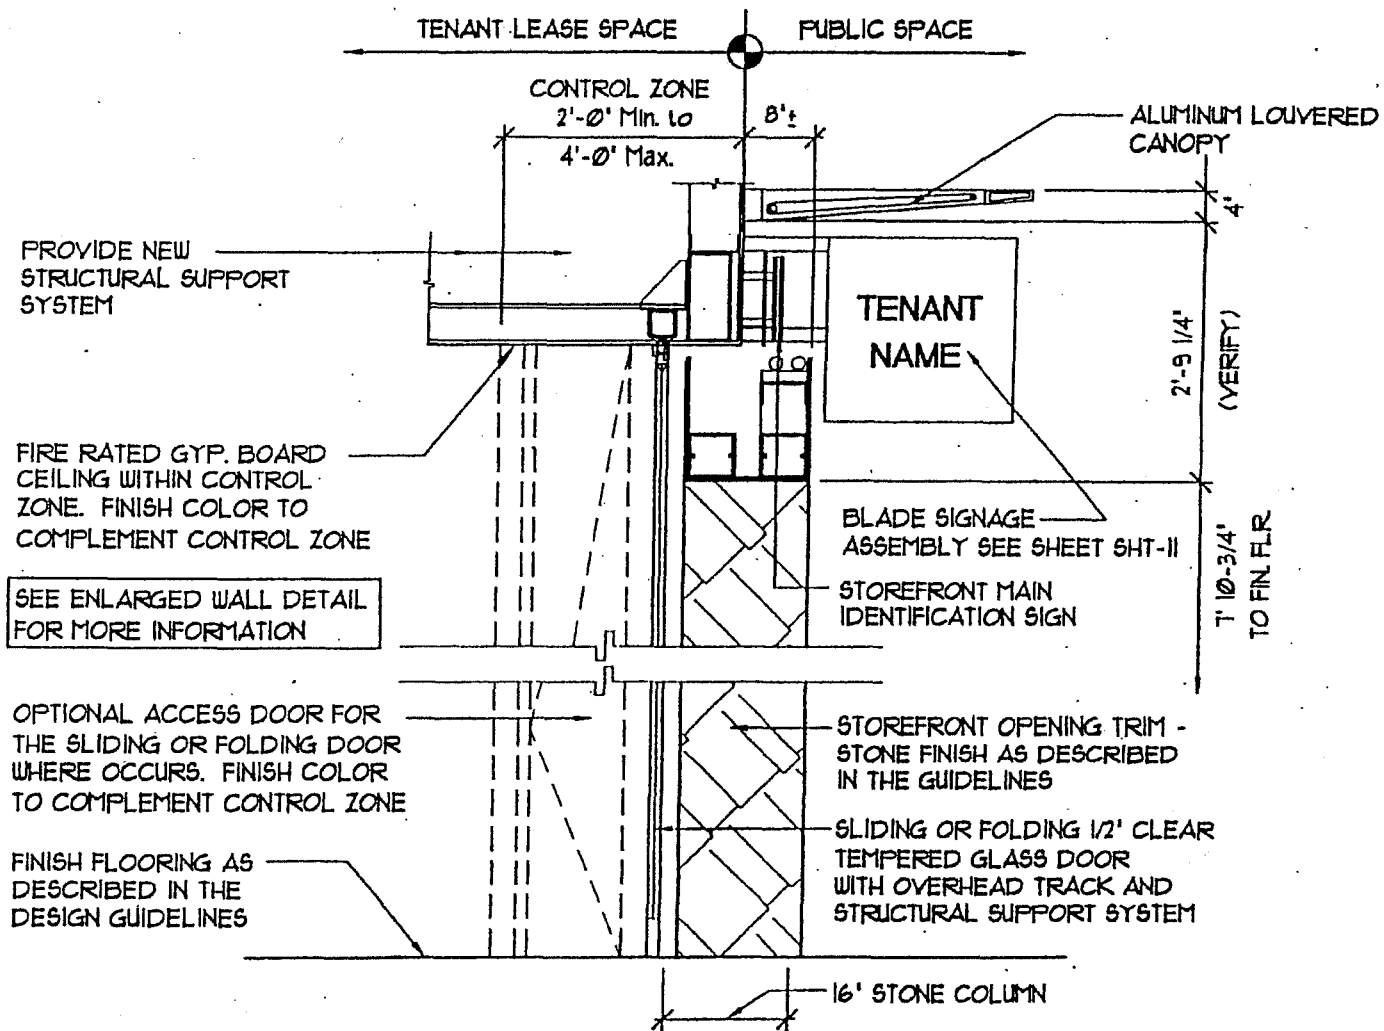 TENANT LEASE SPACE
PUBLIC SPACE
CONTROL ZONE
2'-0' Min. to
4'-0' Max.
8'±
ALUMINUM LOUVERED
CANOPY
4'
PROVIDE NEW
STRUCTURAL SUPPORT
SYSTEM
TENANT
NAME
2'-9 1/4'
(VERIFY)
FIRE RATED GYP. BOARD
CEILING WITHIN CONTROL
ZONE. FINISH COLOR TO
COMPLEMENT CONTROL ZONE
BLADE SIGNAGE
ASSEMBLY SEE SHEET SHT-11
7' 10-3/4'
TO FIN. FLR
SEE ENLARGED WALL DETAIL
FOR MORE INFORMATION
STOREFRONT MAIN
IDENTIFICATION SIGN
OPTIONAL ACCESS DOOR FOR
THE SLIDING OR FOLDING DOOR
WHERE OCCURS. FINISH COLOR
TO COMPLEMENT CONTROL ZONE
STOREFRONT OPENING TRIM -
STONE FINISH AS DESCRIBED
IN THE GUIDELINES
FINISH FLOORING AS
DESCRIBED IN THE
DESIGN GUIDELINES
SLIDING OR FOLDING 1/2' CLEAR
TEMPERED GLASS DOOR
WITH OVERHEAD TRACK AND
STRUCTURAL SUPPORT SYSTEM
16' STONE COLUMN